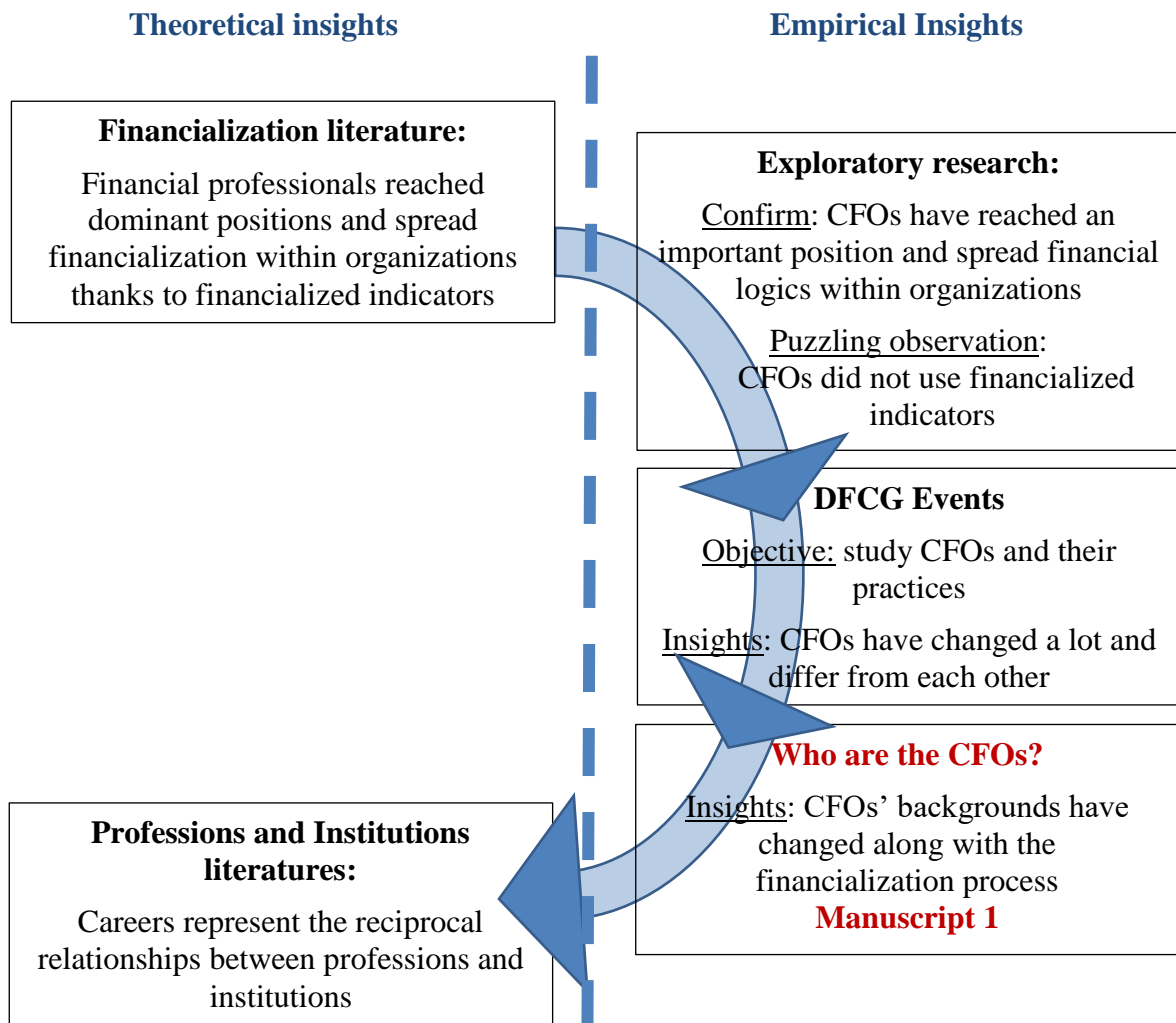 Theoretical insights
Empirical Insights
Financialization literature:
Financial professionals reached
dominant positions and spread
financialization within organizations
thanks to financialized indicators
Exploratory research:
Confirm: CFOs have reached an
important position and spread financial
logics within organizations
Puzzling observation:
CFOs did not use financialized
indicators
DFCG Events
Objective: study CFOs and their
practices
Insights: CFOs have changed a lot and
differ from each other
Who are the CFOs?
Insights: CFOs’ backgrounds have
changed along with the
financialization process
Manuscript 1
Professions and Institutions
literatures:
Careers represent the reciprocal
relationships between professions and
institutions